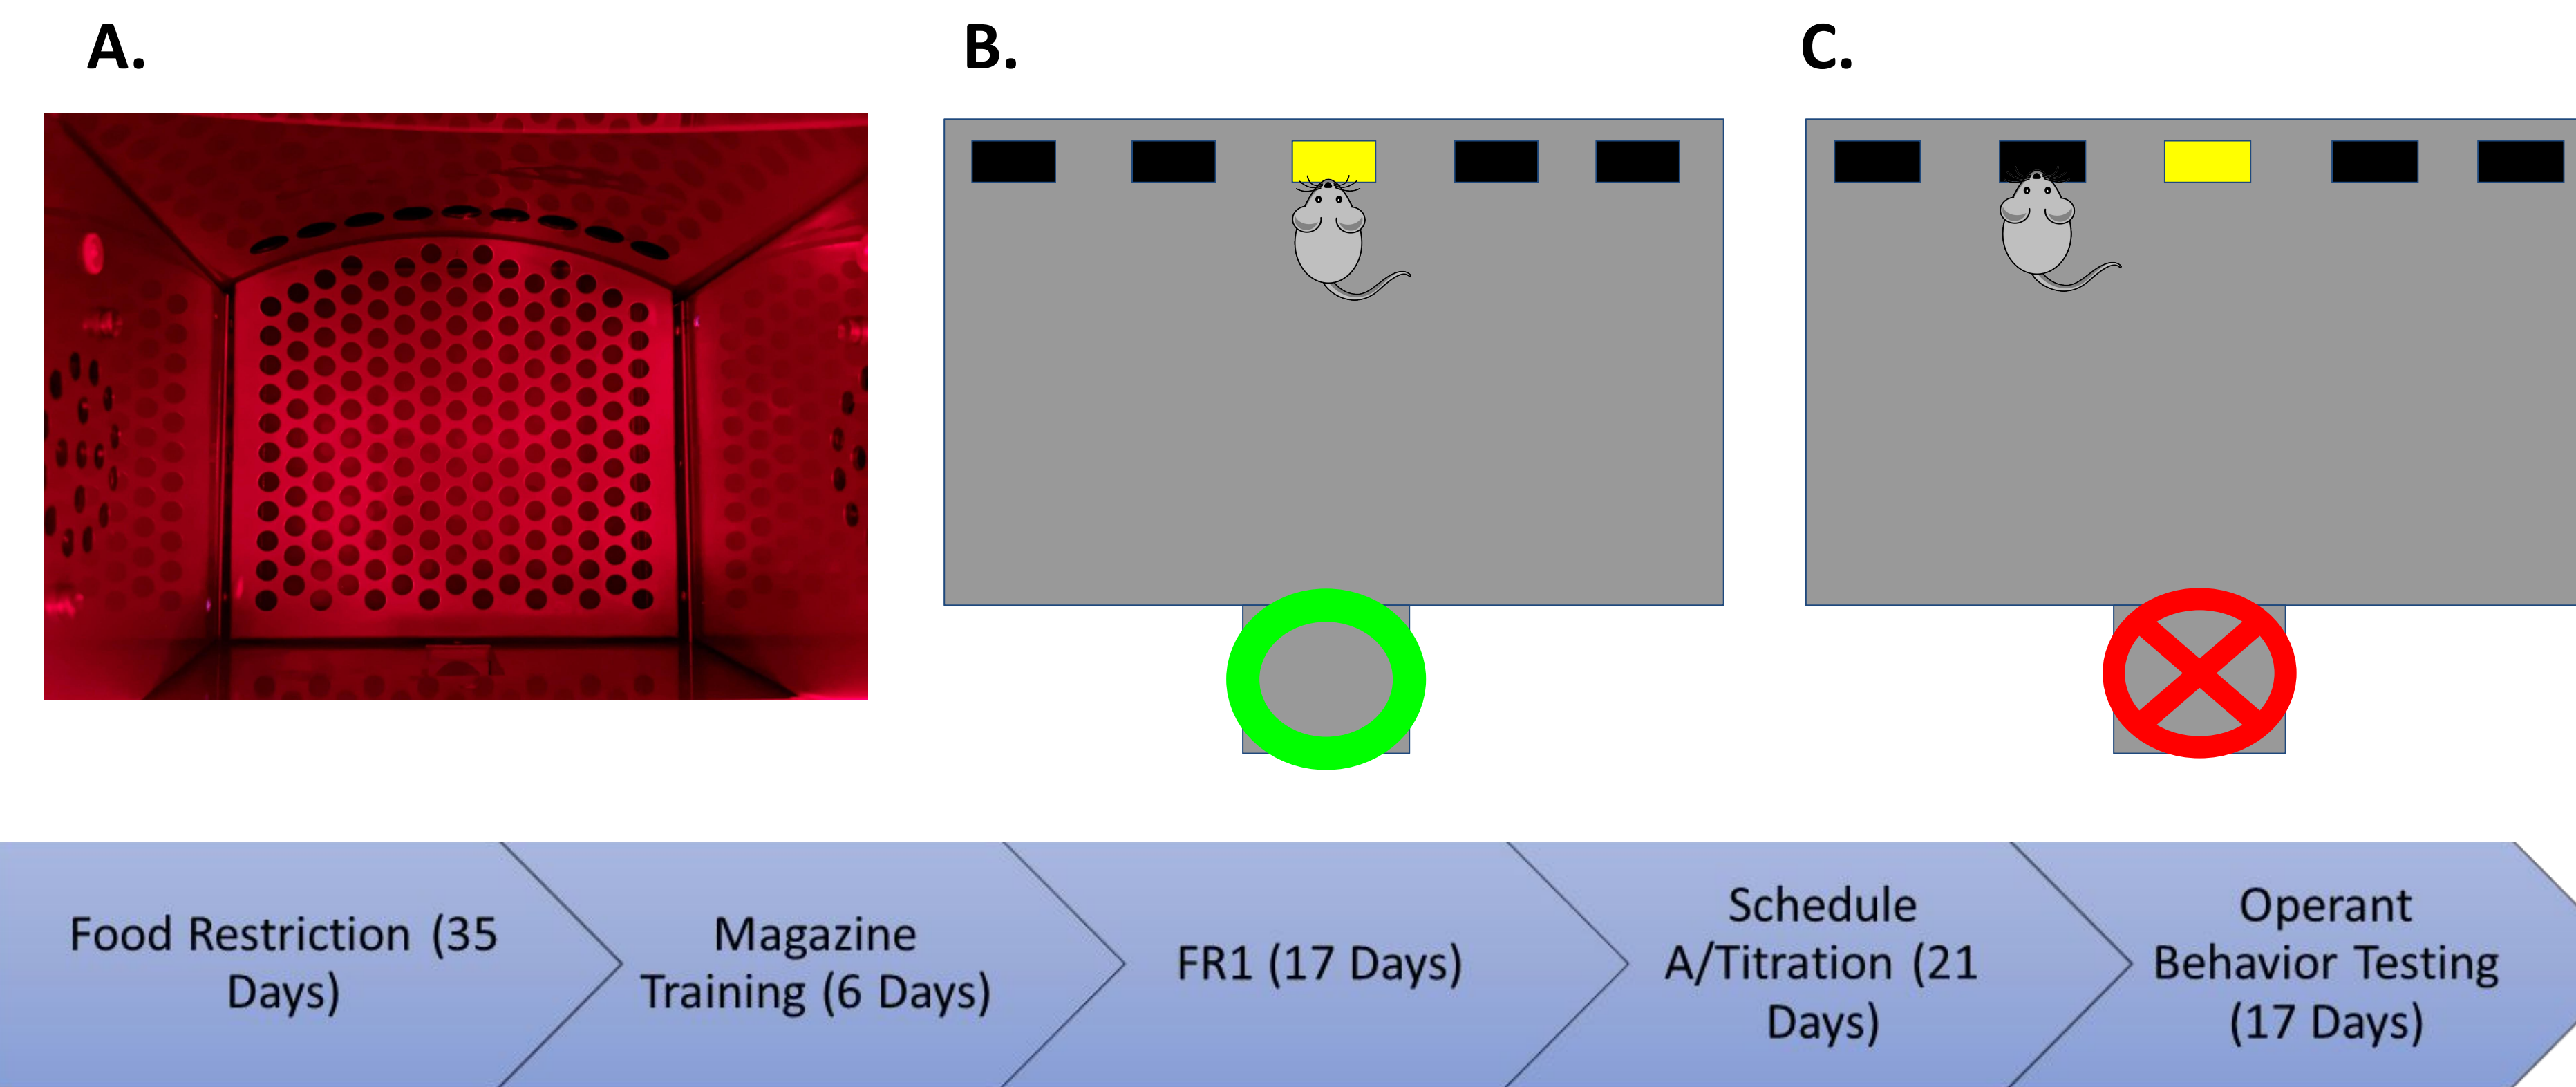 A.
B.
C.
Food Restriction (35
Days)
Magazine
Training (6 Days)
FR1 (17 Days)
Schedule
A/Titration (21
Days)
Operant
Behavior Testing
(17 Days)